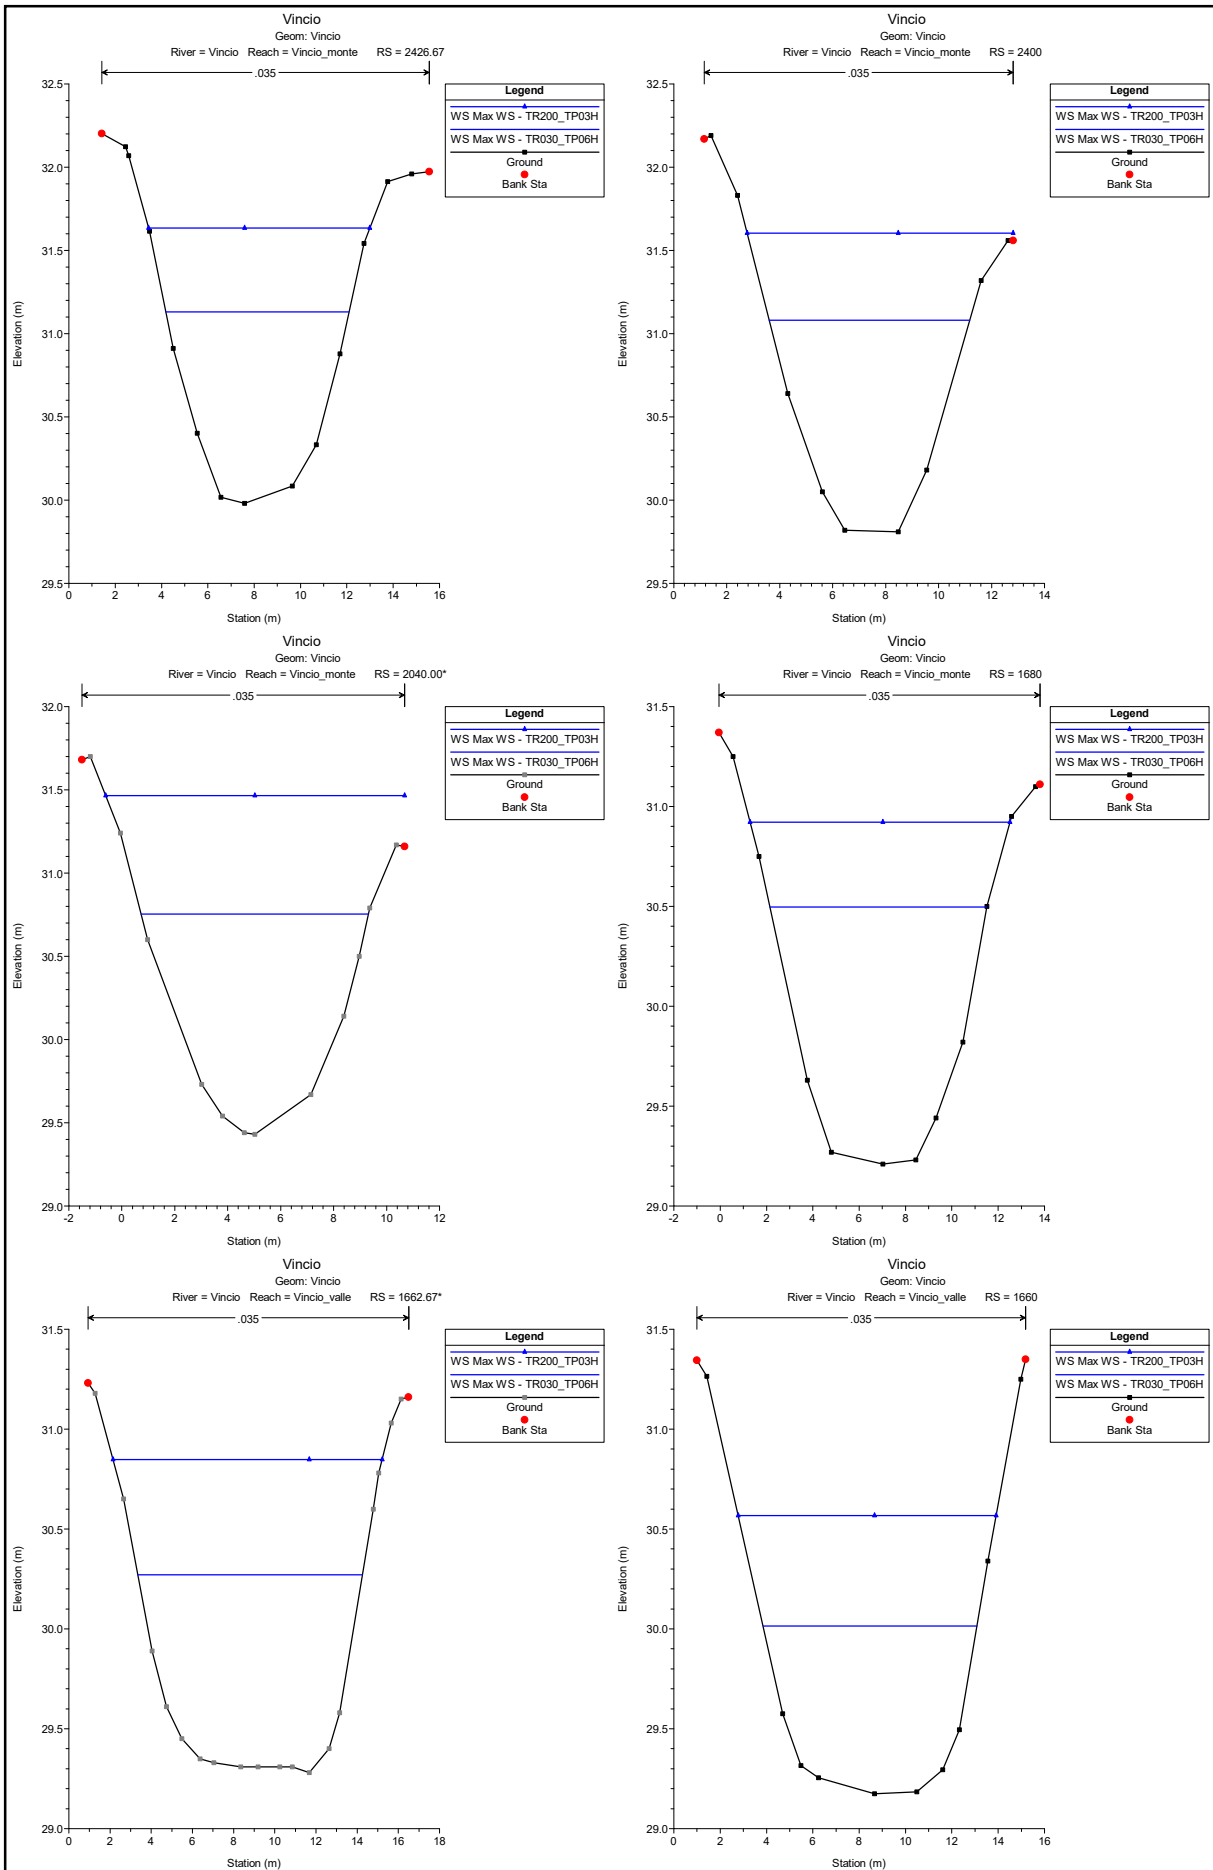 Vincio
Geom: Vincio
River = Vincio   Reach = Vincio_monte      RS = 2426.67
.035
32.5
32.0
31.5
31.0
30.5
30.0
29.5
Elevation (m)
0 2 4 6 8 10 12 14 16
Station (m)
Legend
WS Max WS - TR200_TP03H
WS Max WS - TR030_TP06H
Ground
Bank Sta
Vincio
Geom: Vincio
River = Vincio   Reach = Vincio_monte      RS = 2400
.035
32.5
32.0
31.5
31.0
30.5
30.0
29.5
Elevation (m)
0 2 4 6 8 10 12 14
Station (m)
Legend
WS Max WS - TR200_TP03H
WS Max WS - TR030_TP06H
Ground
Bank Sta
Vincio
Geom: Vincio
River = Vincio   Reach = Vincio_monte      RS = 2040.00*
.035
32.0
31.5
31.0
30.5
30.0
29.5
29.0
Elevation (m)
-2 0 2 4 6 8 10 12
Station (m)
Legend
WS Max WS - TR200_TP03H
WS Max WS - TR030_TP06H
Ground
Bank Sta
Vincio
Geom: Vincio
River = Vincio   Reach = Vincio_monte      RS = 1680
.035
31.5
31.0
30.5
30.0
29.5
29.0
Elevation (m)
-2 0 2 4 6 8 10 12 14
Station (m)
Legend
WS Max WS - TR200_TP03H
WS Max WS - TR030_TP06H
Ground
Bank Sta
Vincio
Geom: Vincio
River = Vincio   Reach = Vincio_valle      RS = 1662.67*
.035
31.5
31.0
30.5
30.0
29.5
29.0
Elevation (m)
0 2 4 6 8 10 12 14 16 18
Station (m)
Legend
WS Max WS - TR200_TP03H
WS Max WS - TR030_TP06H
Ground
Bank Sta
Vincio
Geom: Vincio
River = Vincio   Reach = Vincio_valle      RS = 1660
.035
31.5
31.0
30.5
30.0
29.5
29.0
Elevation (m)
0 2 4 6 8 10 12 14 16
Station (m)
Legend
WS Max WS - TR200_TP03H
WS Max WS - TR030_TP06H
Ground
Bank Sta